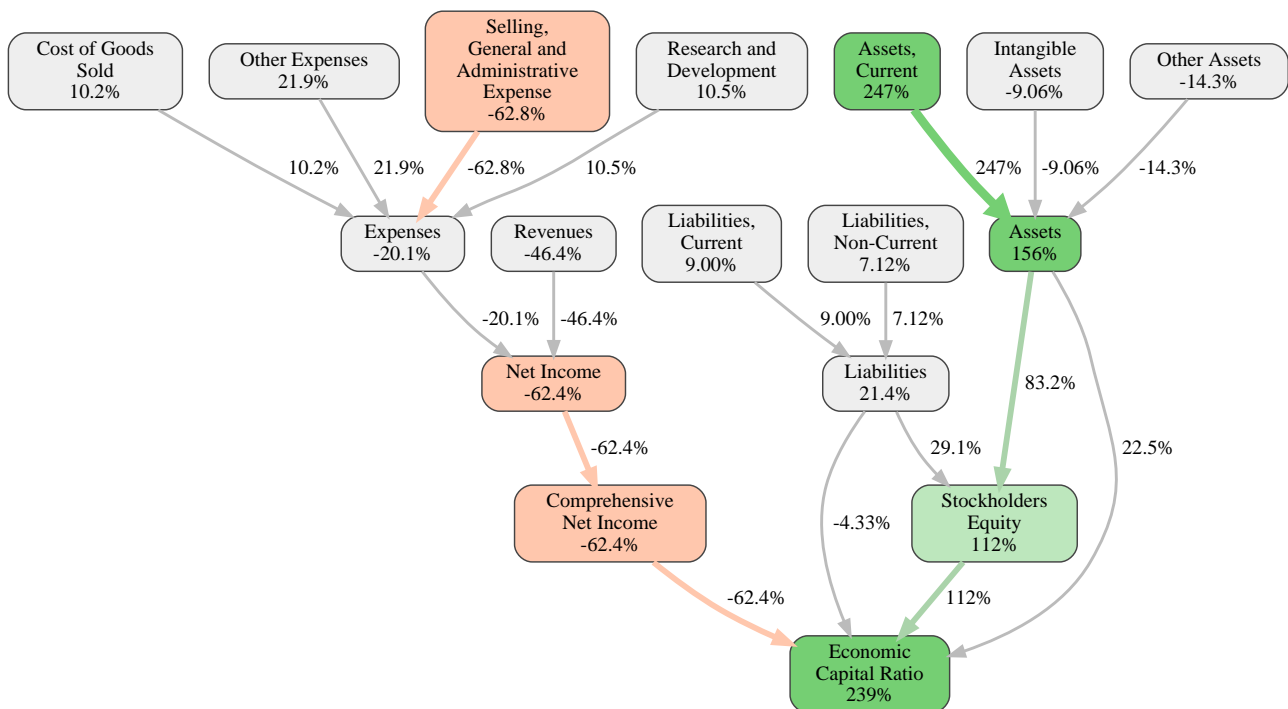 Cost of Goods
Sold
10.2%
Other Expenses
21.9%
Selling,
General and
Administrative
Expense
-62.8%
Research and
Development
10.5%
Assets,
Current
247%
Intangible
Assets
-9.06%
Other Assets
-14.3%
10.2%
21.9%
-62.8%
10.5%
247%
-9.06%
-14.3%
Expenses
-20.1%
Revenues
-46.4%
Liabilities,
Current
9.00%
Liabilities,
Non-Current
7.12%
Assets
156%
-20.1%
-46.4%
9.00%
7.12%
Net Income
-62.4%
Liabilities
21.4%
83.2%
-62.4%
29.1%
22.5%
Comprehensive
Net Income
-62.4%
-4.33%
Stockholders
Equity
112%
-62.4%
112%
Economic
Capital Ratio
239%